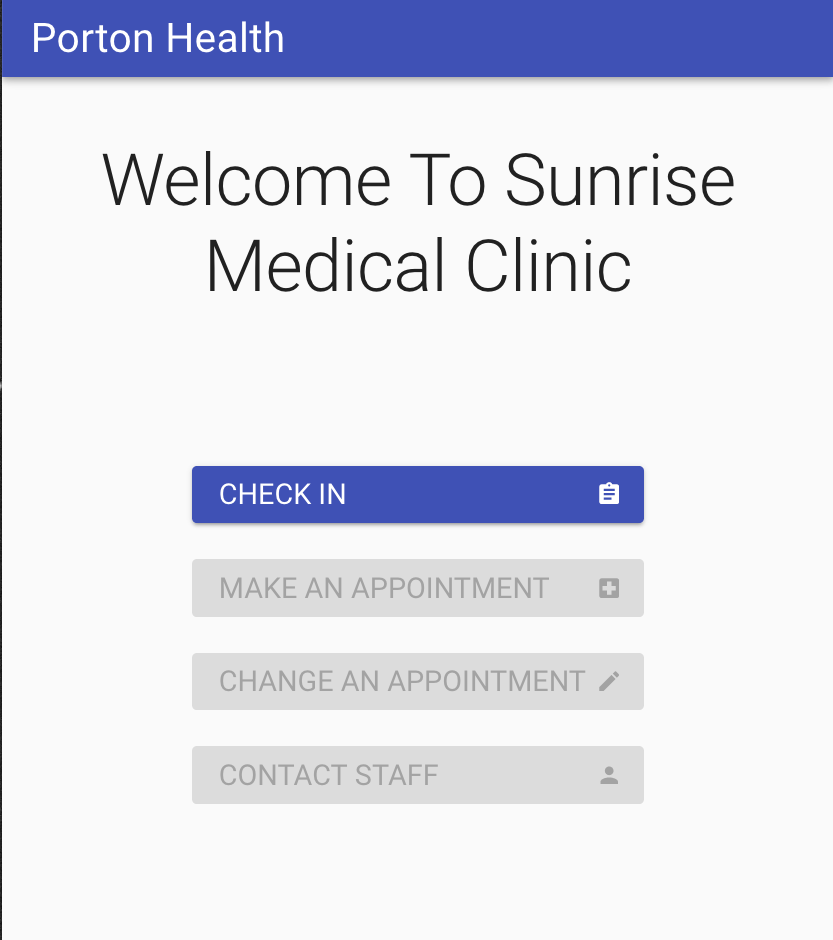 Porton Health
Welcome To Sunrise
Medical Clinic
CHECK IN
MAKE AN APPOINTMENT
CHANGE AN APPOINTMENT
CONTACT STAFF